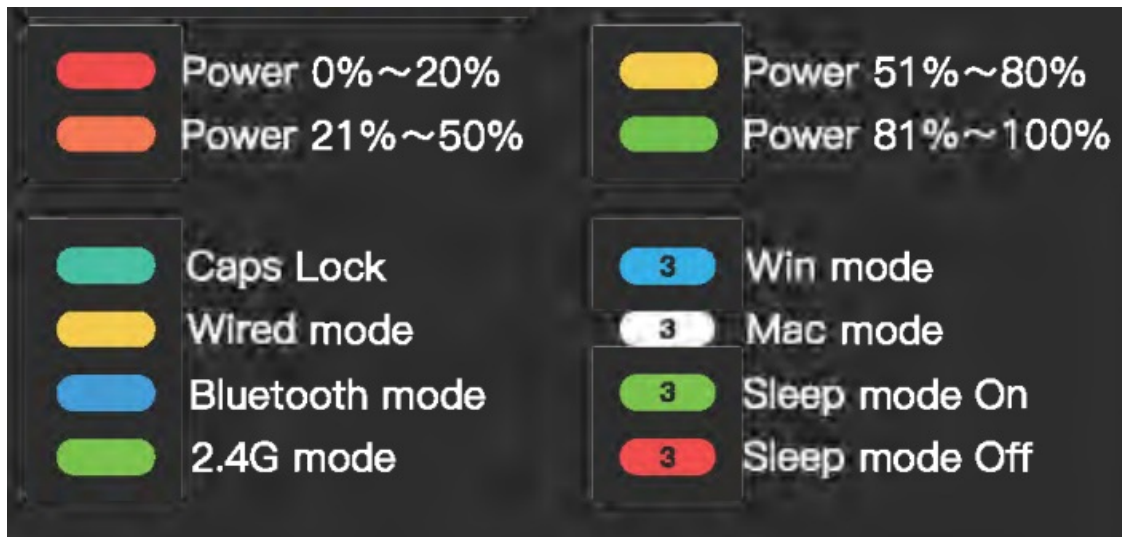 Power 0%～20%
Power 21%～50%
Power 51%～80%
Power 81%～100%
Caps Lock
Wired mode
Bluetooth mode
2.4G mode
3 Win mode
3 Mac mode
3 Sleep mode On
3 Sleep mode Off